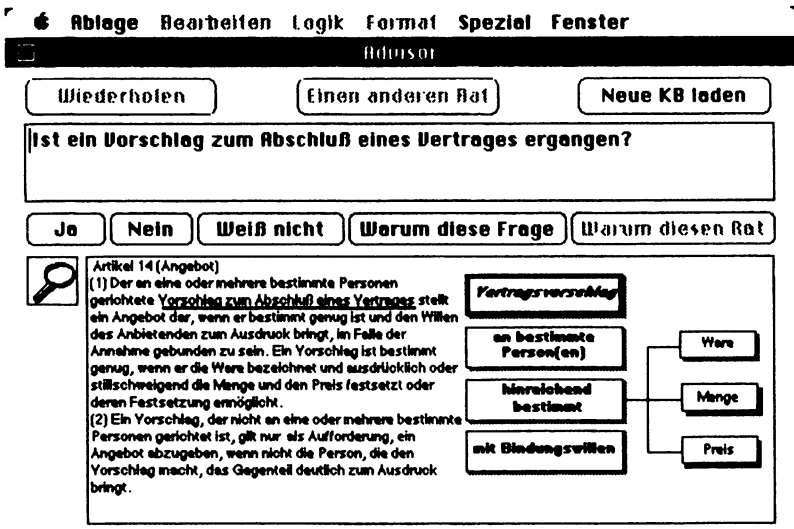 Ablage Bearbeiten Logik Format Spezial Fenster
Advisor
Wiederholen Einen anderen Rat Neue KB laden
Ist ein Vorschlag zum Abschluß eines Vertrages ergangen?
Ja Nein Weiß nicht Warum diese Frage Warum diesen Rat
Artikel 14 (Angebot)
(1) Der an eine oder mehrere bestimmte Personen
gerichtete Vorschlag zum Abschluß eines Vertrages stellt
ein Angebot dar, wenn er bestimmt genug ist und den Willen
des Anbietenden zum Ausdruck bringt, im Falle der
Annahme gebunden zu sein. Ein Vorschlag ist bestimmt
genug, wenn er die Ware bezeichnet und ausdrücklich oder
stillschweigend die Menge und den Preis festsetzt oder
deren Festsetzung ermöglicht.
(2) Ein Vorschlag, der nicht an eine oder mehrere bestimmte
Personen gerichtet ist, gilt nur als Aufforderung, ein
Angebot abzugeben, wenn nicht die Person, die den
Vorschlag macht, das Gegenteil deutlich zum Ausdruck
bringt.
Vertragsvorschlag
an bestimmte
Person(en)
hinreichend
bestimmt
mit Bindungswillen
Ware
Menge
Preis